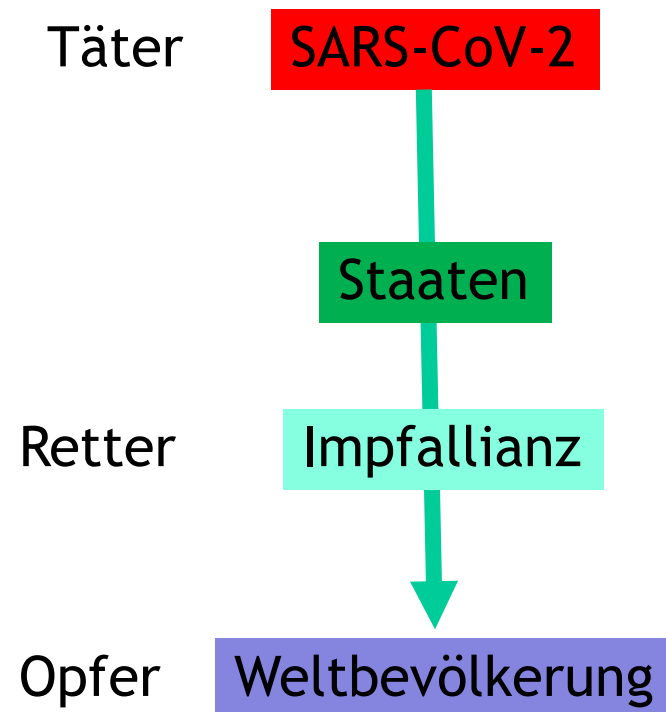 Täter SARS-CoV-2
Staaten
Retter Impfallianz
Opfer Weltbevölkerung